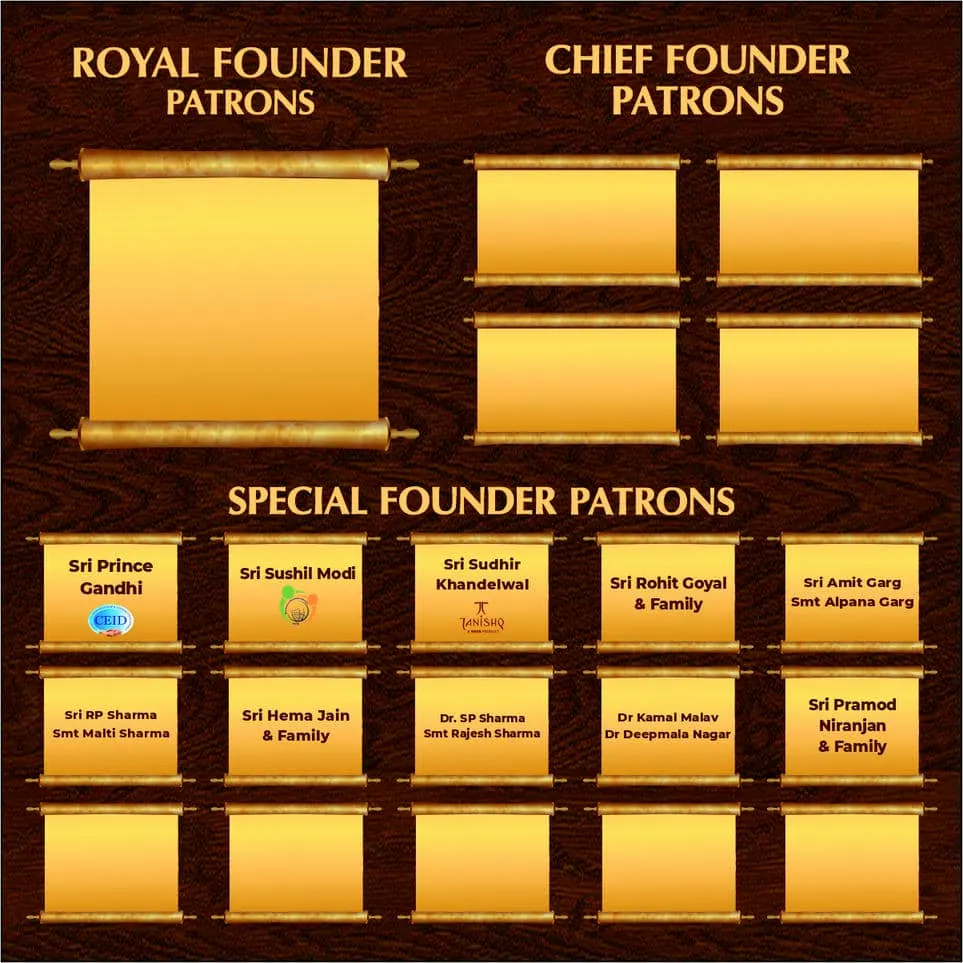 ROYAL FOUNDER
PATRONS
CHIEF FOUNDER
PATRONS
SPECIAL FOUNDER PATRONS
Sri Prince
Gandhi
CEID
Sri Sushil Modi
Sri Sudhir
Khandelwal
TANISHQ
A TATA PRODUCT
Sri Rohit Goyal
& Family
Sri Amit Garg
Smt Alpana Garg
Sri RP Sharma
Smt Malti Sharma
Sri Hema Jain
& Family
Dr. SP Sharma
Smt Rajesh Sharma
Dr Kamal Malav
Dr Deepmala Nagar
Sri Pramod
Niranjan
& Family